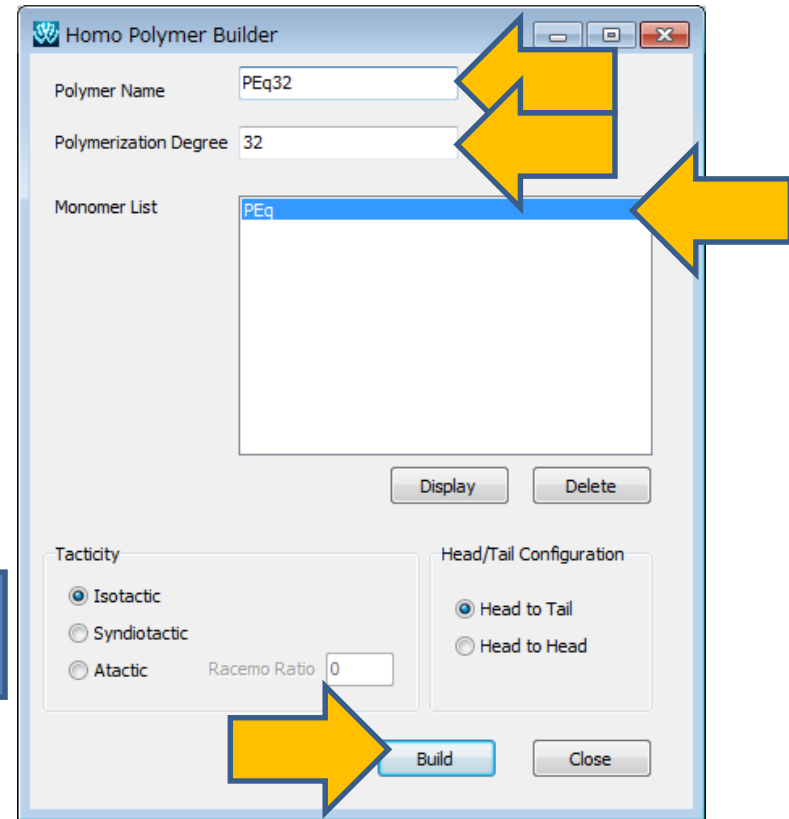 Homo Polymer Builder
Polymer Name PEq32
Polymerization Degree 32
Monomer List PEq
Display Delete
Tacticity Head/Tail Configuration
Isotactic
Head to Tail
Syndiotactic
Head to Head
Atactic Racemo Ratio 0
Build Close